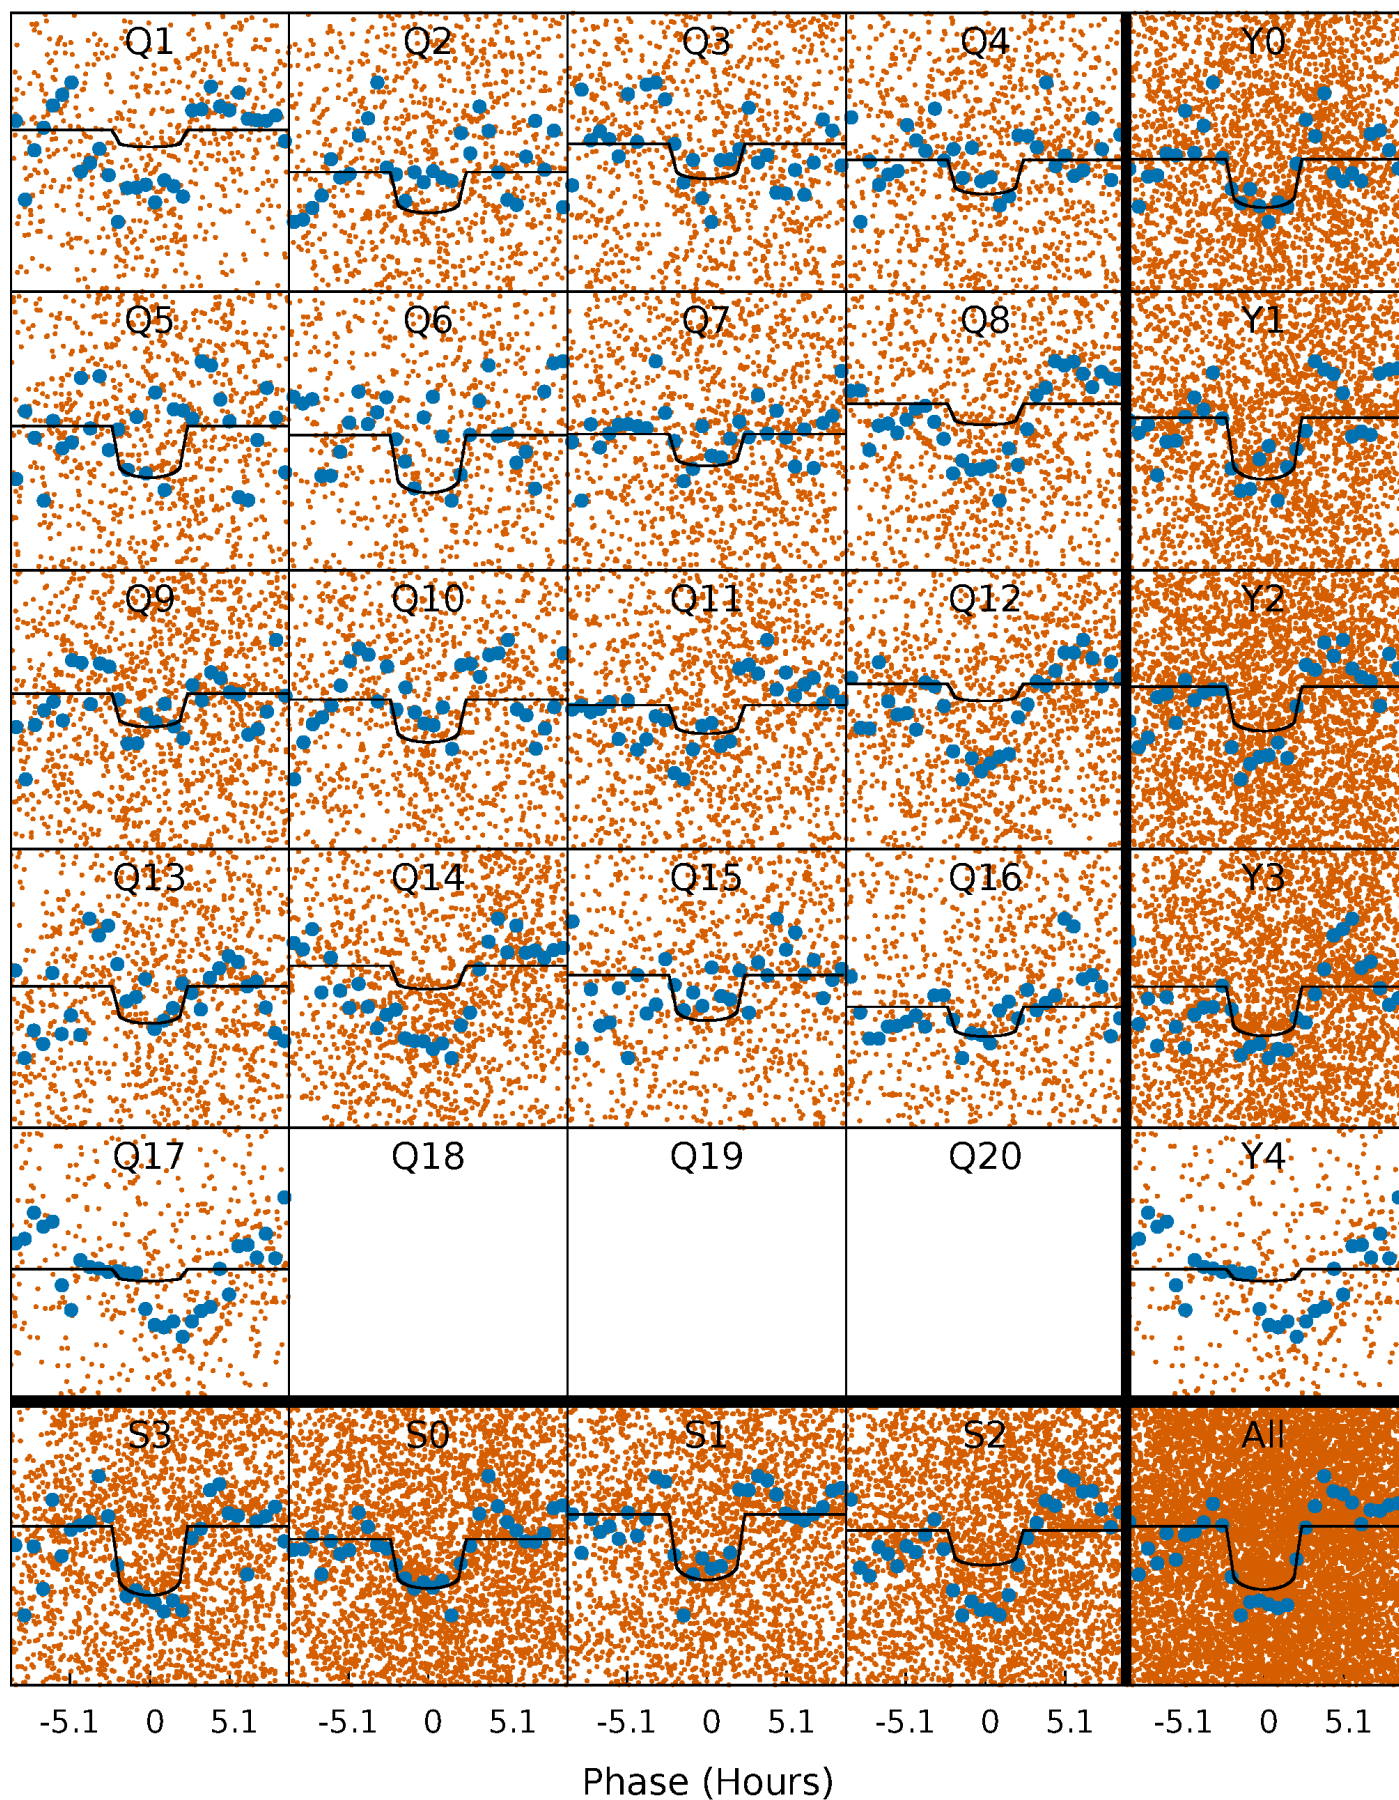 Q1 Q2 Q3 Q4 Y0
Q5 Q6 Q7 Q8 Y1
Q9 Q10 Q11 Q12 Y2
Q13 Q14 Q15 Q16 Y3
Q17 Q18 Q19 Q20 Y4
S3 S0 S1 S2 All
-5.1 0 5.1 -5.1 0 5.1 -5.1 0 5.1 -5.1 0 5.1 -5.1 0 5.1
Phase (Hours)